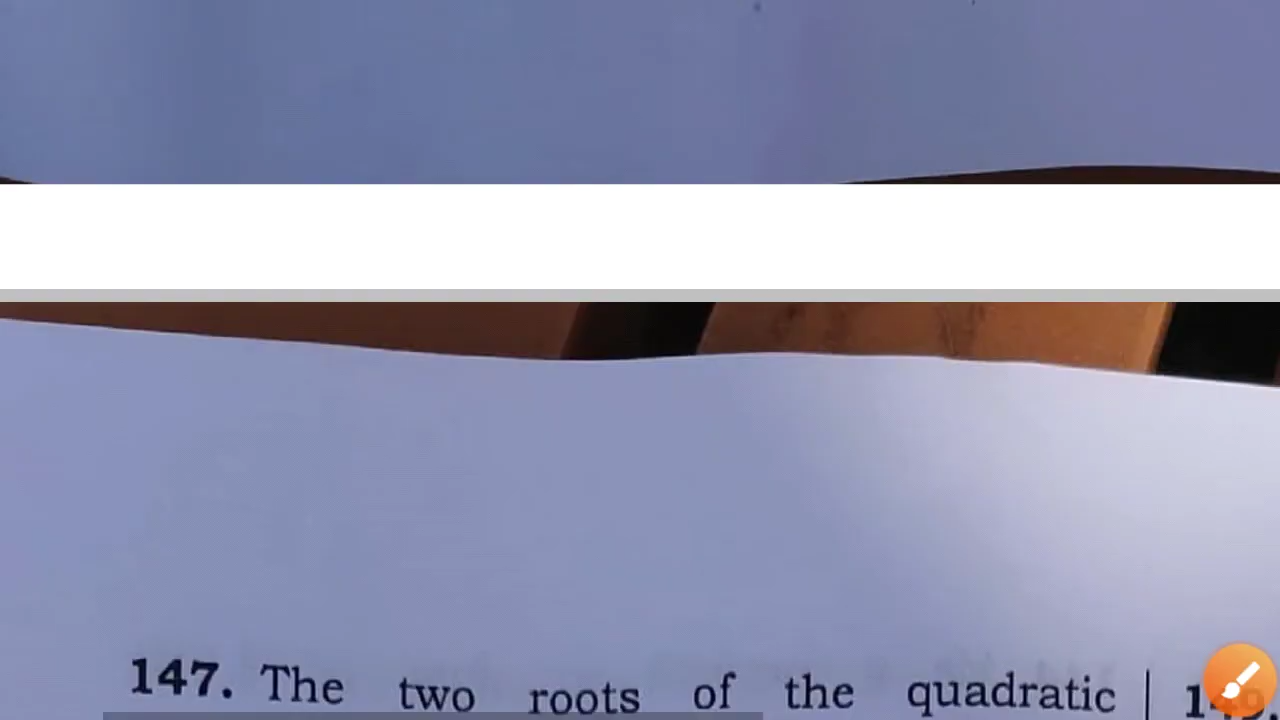 147. The two roots of the quadratic